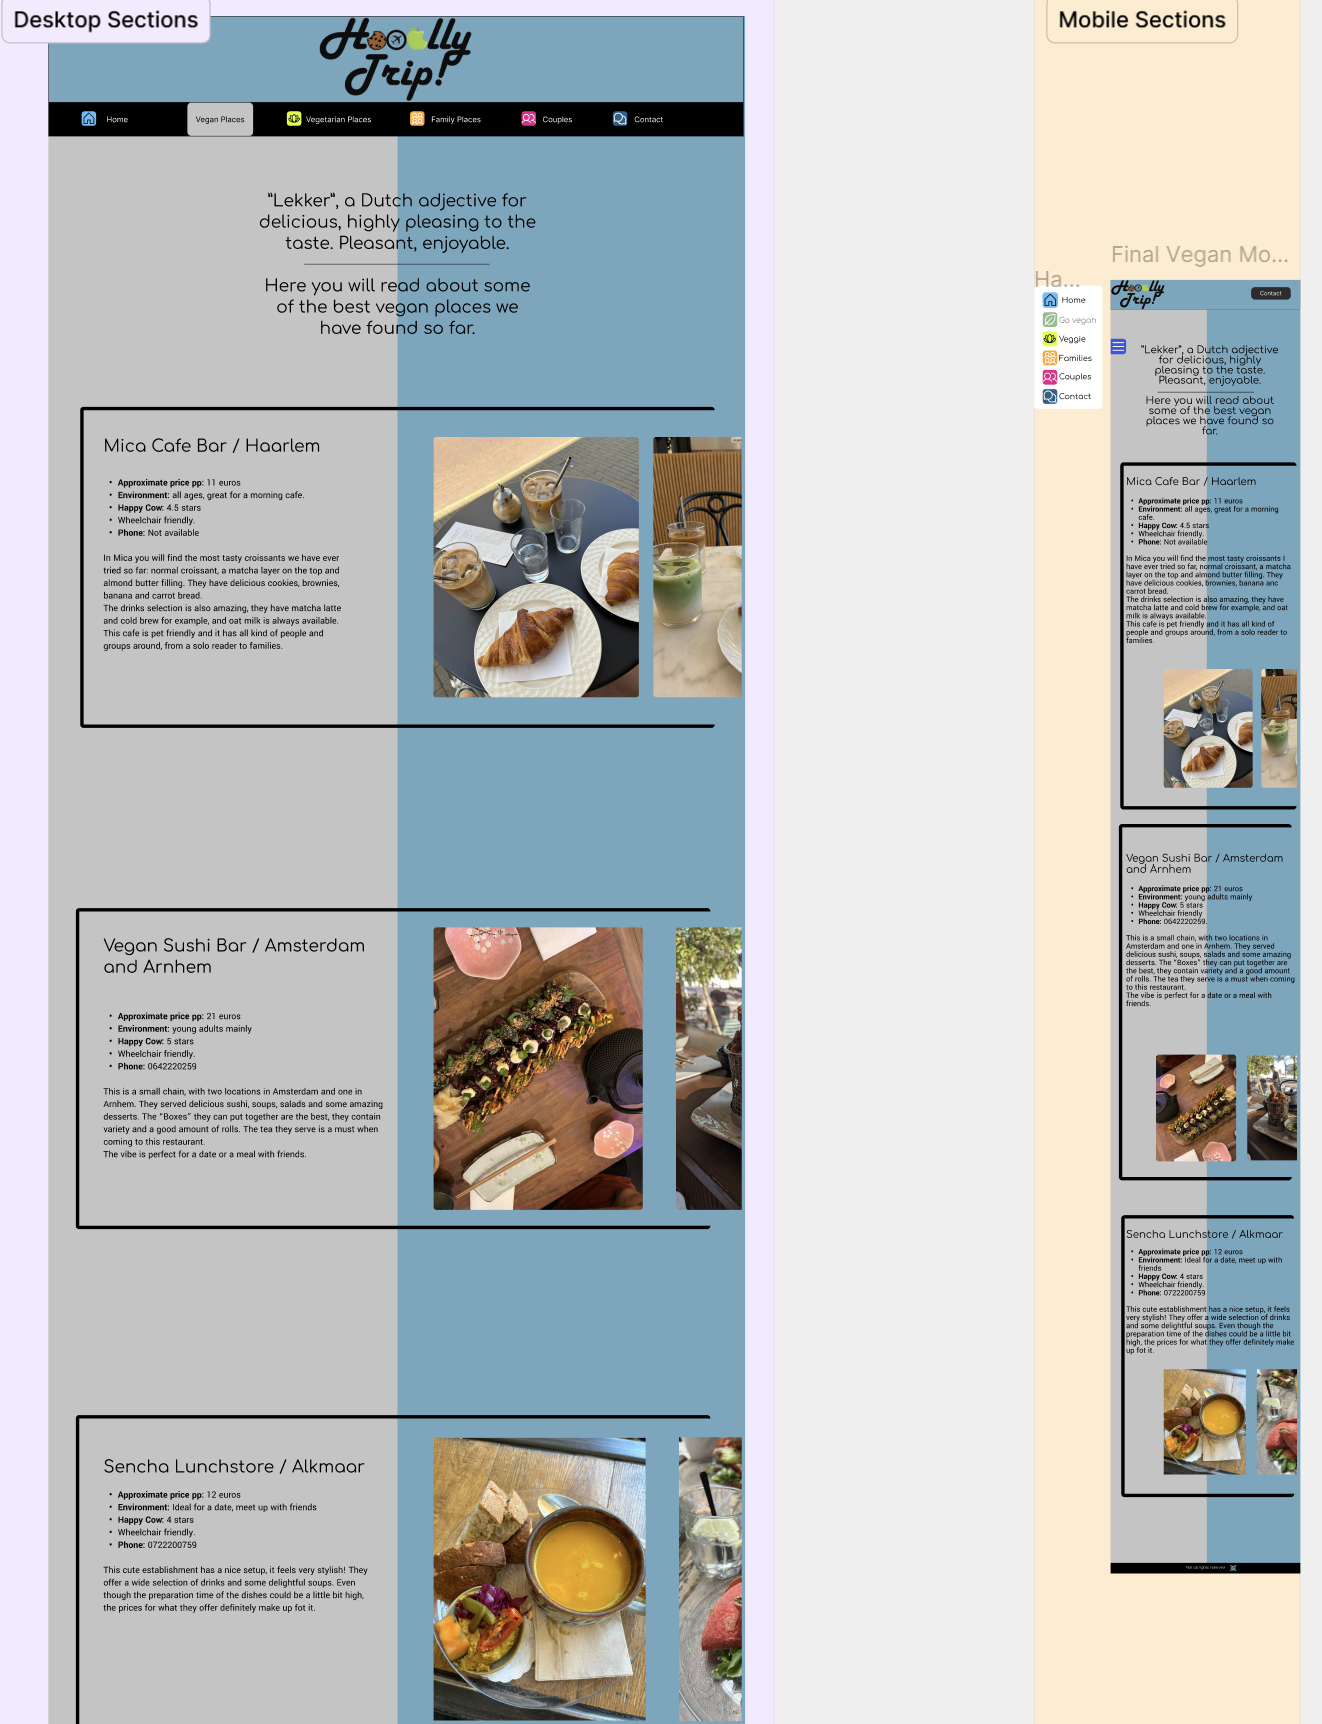 Desktop Sections
Hoolly
Trip!
Home
Vegan Places
Vegetarian Places
Family Places
Couples
Contact
"Lekker", a Dutch adjective for
delicious, highly pleasing to the
taste. Pleasant, enjoyable.
Here you will read about some
of the best vegan places we
have found so far.
Mica Cafe Bar / Haarlem
• Approximate price pp: 11 euros
• Environment: all ages, great for a morning cafe.
• Happy Cow: 4.5 stars
• Wheelchair friendly.
• Phone: Not available
In Mica you will find the most tasty croissants we have ever
tried so far: normal croissant, a matcha layer on the top and
almond butter filling. They have delicious cookies, brownies,
banana and carrot bread.
The drinks selection is also amazing, they have matcha latte
and cold brew for example, and oat milk is always available.
This cafe is pet friendly and it has all kind of people and
groups around, from a solo reader to families.
Vegan Sushi Bar / Amsterdam
and Arnhem
• Approximate price pp: 21 euros
• Environment: young adults mainly
• Happy Cow: 5 stars
• Wheelchair friendly.
• Phone: 0642220259
This is a small chain, with two locations in Amsterdam and one in
Arnhem. They served delicious sushi, soups, salads and some amazing
desserts. The "Boxes" they can put together are the best, they contain
variety and a good amount of rolls. The tea they serve is a must when
coming to this restaurant.
The vibe is perfect for a date or a meal with friends.
Sencha Lunchstore / Alkmaar
• Approximate price pp: 12 euros
• Environment: Ideal for a date, meet up with friends
• Happy Cow: 4 stars
• Wheelchair friendly.
• Phone: 0722200759
This cute establishment has a nice setup, it feels very stylish! They
offer a wide selection of drinks and some delightful soups. Even
though the preparation time of the dishes could be a little bit high,
the prices for what they offer definitely make up fot it.
Mobile Sections
Ha...
Home
Go vegan
Veggie
Families
Couples
Contact
Final Vegan Mo...
Hoolly
Trip!
Contact
"Lekker", a Dutch adjective
for delicious, highly
pleasing to the taste.
Pleasant, enjoyable.
Here you will read about
some of the best vegan
places we have found so
far.
Mica Cafe Bar / Haarlem
• Approximate price pp: 11 euros
• Environment: all ages, great for a morning
cafe.
• Happy Cow: 4.5 stars
• Wheelchair friendly.
• Phone: Not available
In Mica you will find the most tasty croissants I
have ever tried so far, normal croissant, a matcha
layer on the top and almond butter filling. They
have delicious cookies, brownies, banana anc
carrot bread.
The drinks selection is also amazing, they have
matcha latte and cold brew for example, and oat
milk is always available.
This cafe is pet friendly and it has all kind of
people and groups around, from a solo reader to
families.
Vegan Sushi Bar / Amsterdam
and Arnhem
• Approximate price pp: 21 euros
• Environment: young adults mainly
• Happy Cow: 5 stars
• Wheelchair friendly
• Phone: 0642220259.
This is a small chain, with two locations in
Amsterdam and one in Arnhem. They served
delicious sushi, soups, salads and some amazing
desserts. The "Boxes" they can put together are
the best, they contain variety and a good amount
of rolls. The tea they serve is a must when coming
to this restaurant.
The vibe is perfect for a date or a meal with
friends.
Sencha Lunchstore / Alkmaar
• Approximate price pp: 12 euros
• Environment: Ideal for a date, meet up with
friends
• Happy Cow: 4 stars
• Wheelchair friendly.
• Phone: 0722200759
This cute establishment has a nice setup, it feels
very stylish! They offer a wide selection of drinks
and some delightful soups. Even though the
preparation time of the dishes could be a little bit
high, the prices for what they offer definitely make
up fot it.
Not all rights reserved